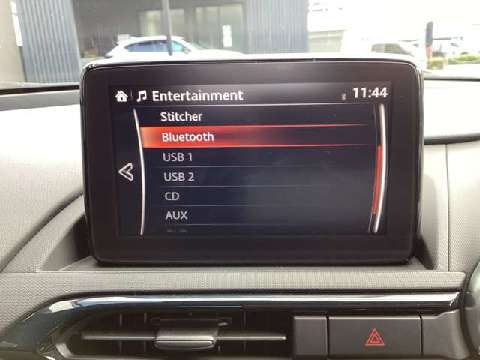 Entertainment 11:44
Stitcher
Bluetooth
USB 1
USB 2
CD
AUX